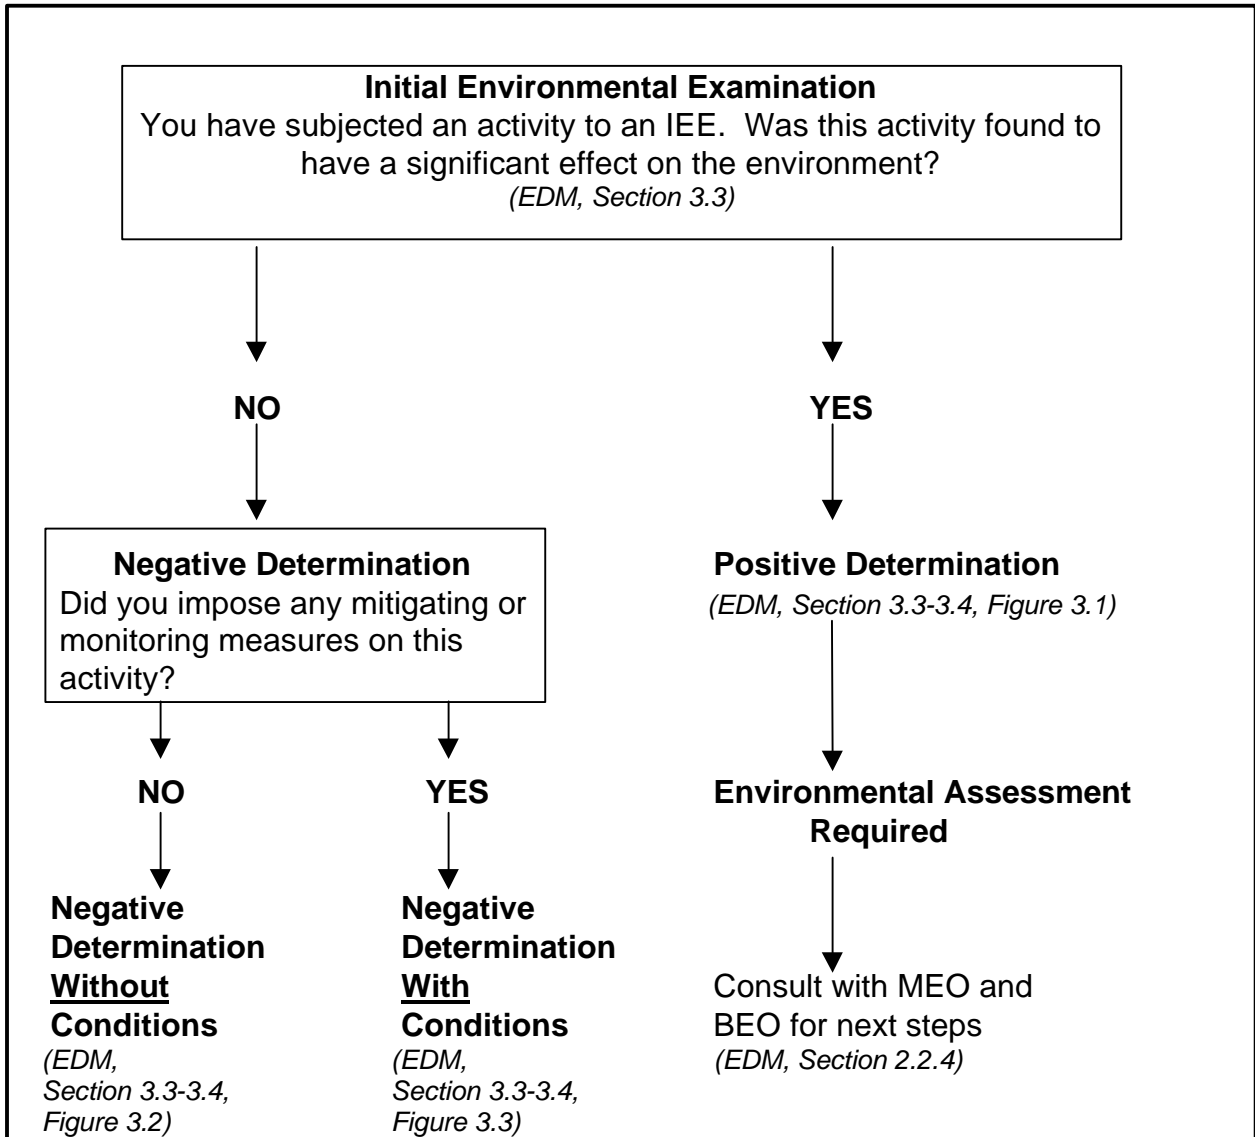 Initial Environmental Examination
You have subjected an activity to an IEE.  Was this activity found to
have a significant effect on the environment?
(EDM, Section 3.3)
NO
YES
Negative Determination
Did you impose any mitigating or
monitoring measures on this
activity?
Positive Determination
(EDM, Section 3.3-3.4, Figure 3.1)
NO
YES
Environmental Assessment
Required
Negative
Determination
Without
Conditions
(EDM,
Section 3.3-3.4,
Figure 3.2)
Negative
Determination
With
Conditions
(EDM,
Section 3.3-3.4,
Figure 3.3)
Consult with MEO and
BEO for next steps
(EDM, Section 2.2.4)